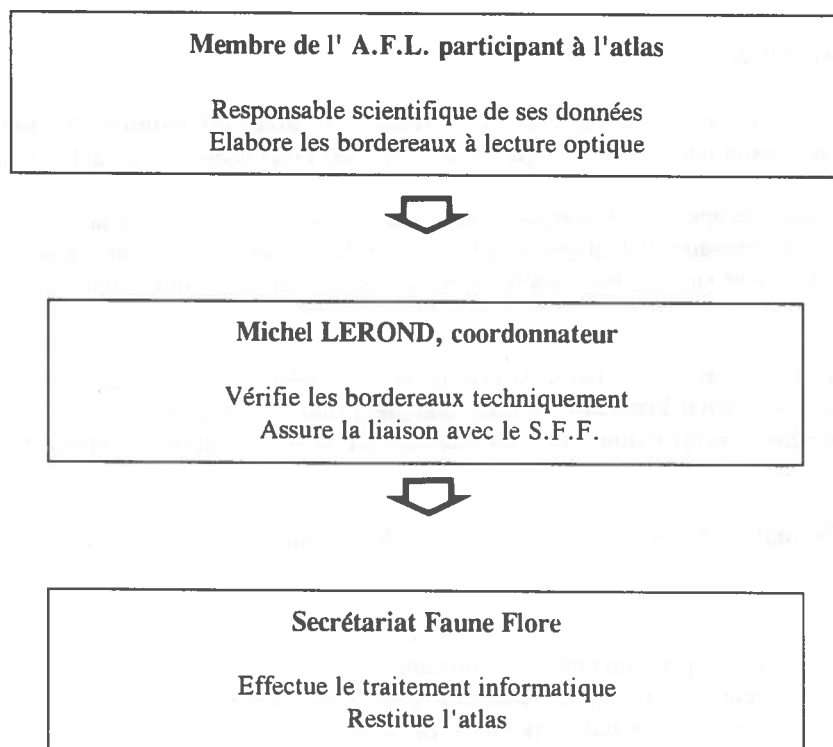 Membre de l' A.F.L. participant à l'atlas
Responsable scientifique de ses données
Elabore les bordereaux à lecture optique
Michel LEROND, coordonnateur
Vérifie les bordereaux techniquement
Assure la liaison avec le S.F.F.
Secrétariat Faune Flore
Effectue le traitement informatique
Restitue l'atlas